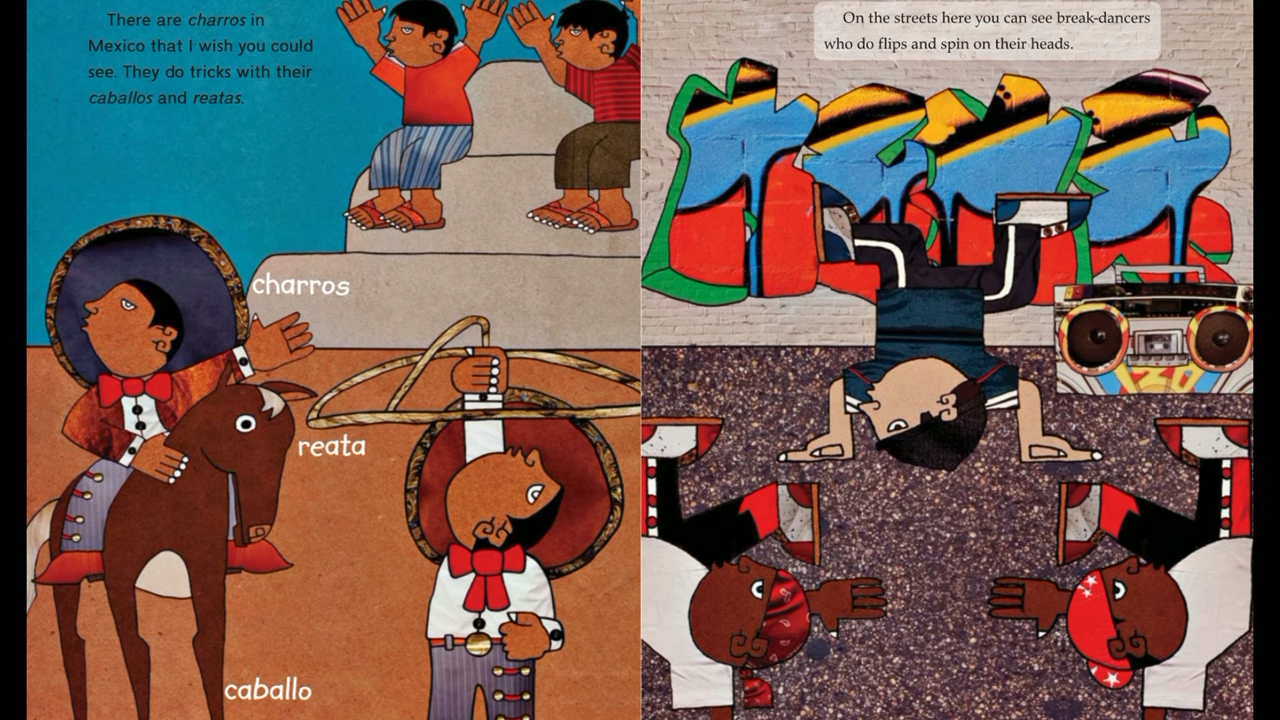 There are charros in
Mexico that I wish you could
see. They do tricks with their
caballos and reatas.
charros
reata
caballo
On the streets here you can see break-dancers
who do flips and spin on their heads.